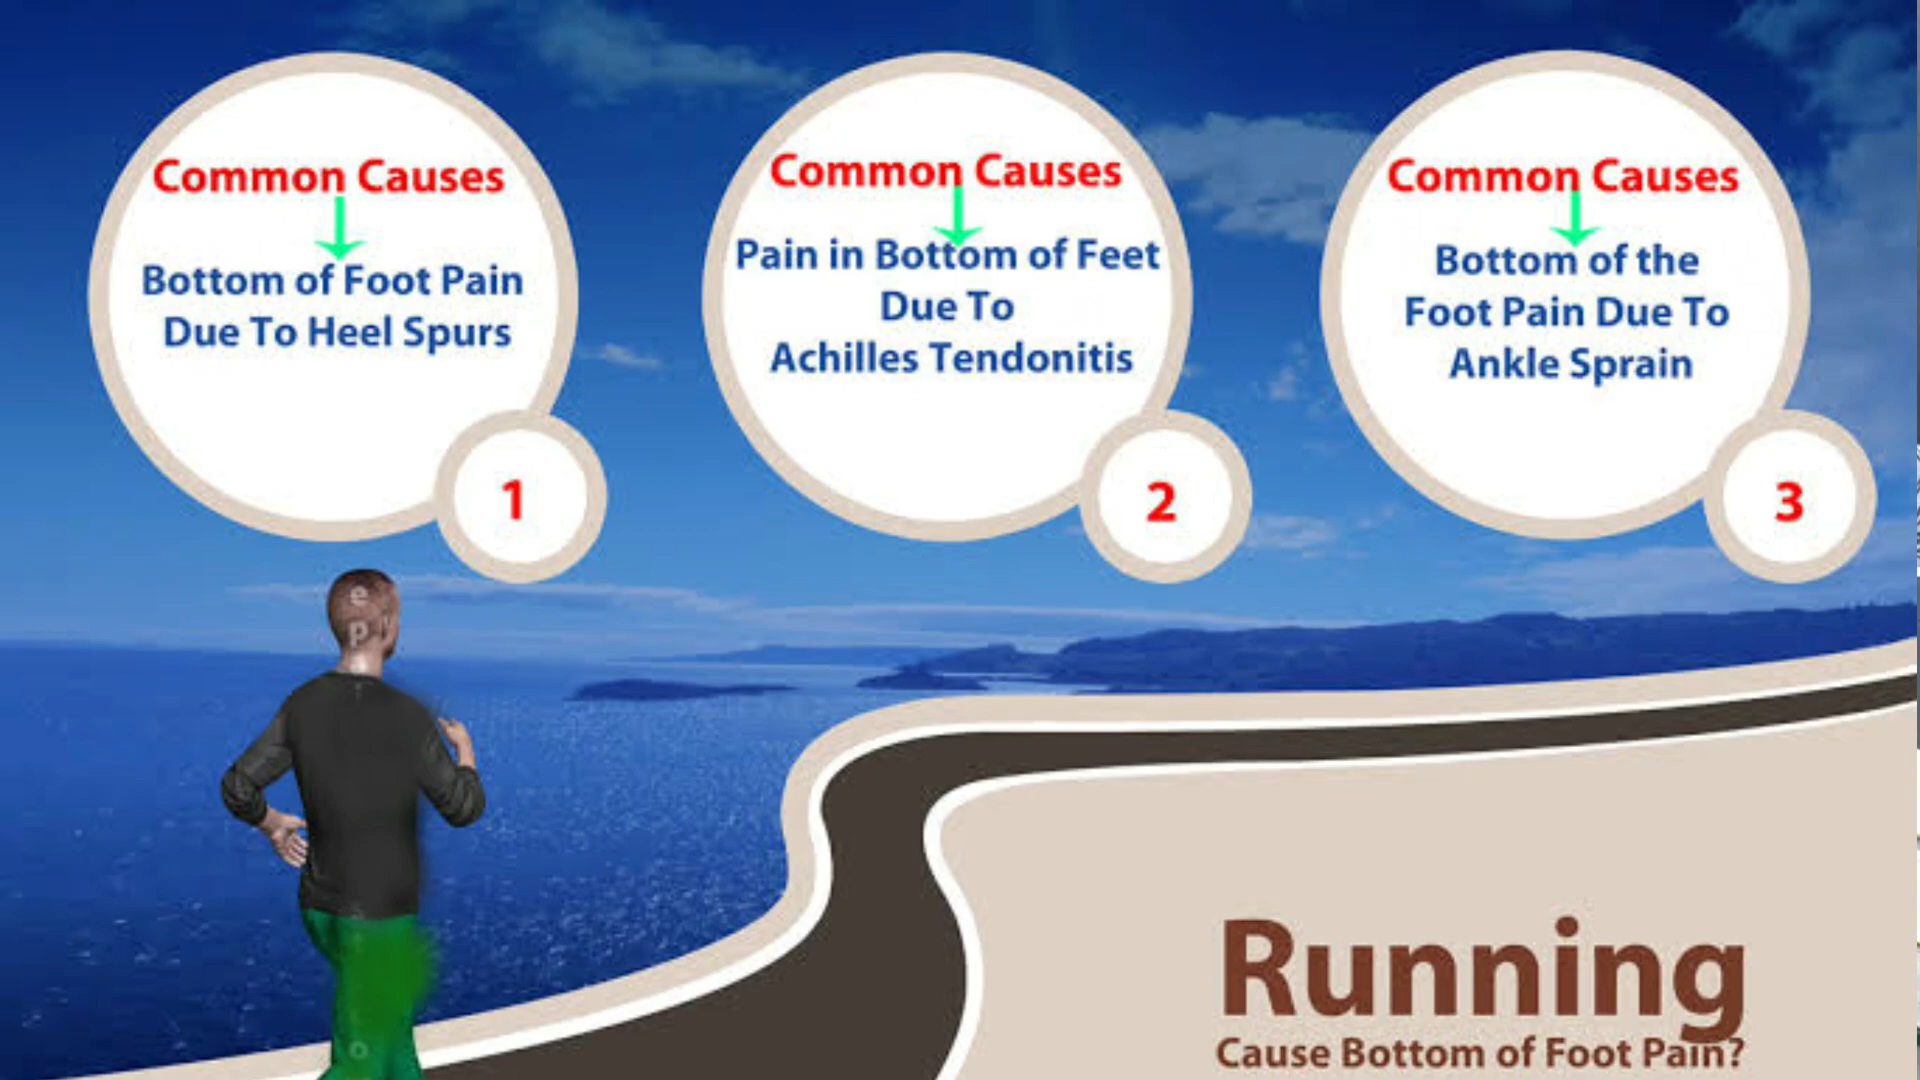 Common Causes
Bottom of Foot Pain
Due To Heel Spurs
1
Common Causes
Pain in Bottom of Feet
Due To
Achilles Tendonitis
2
Common Causes
Bottom of the
Foot Pain Due To
Ankle Sprain
3
e
p
o
Running
Cause Bottom of Foot Pain?